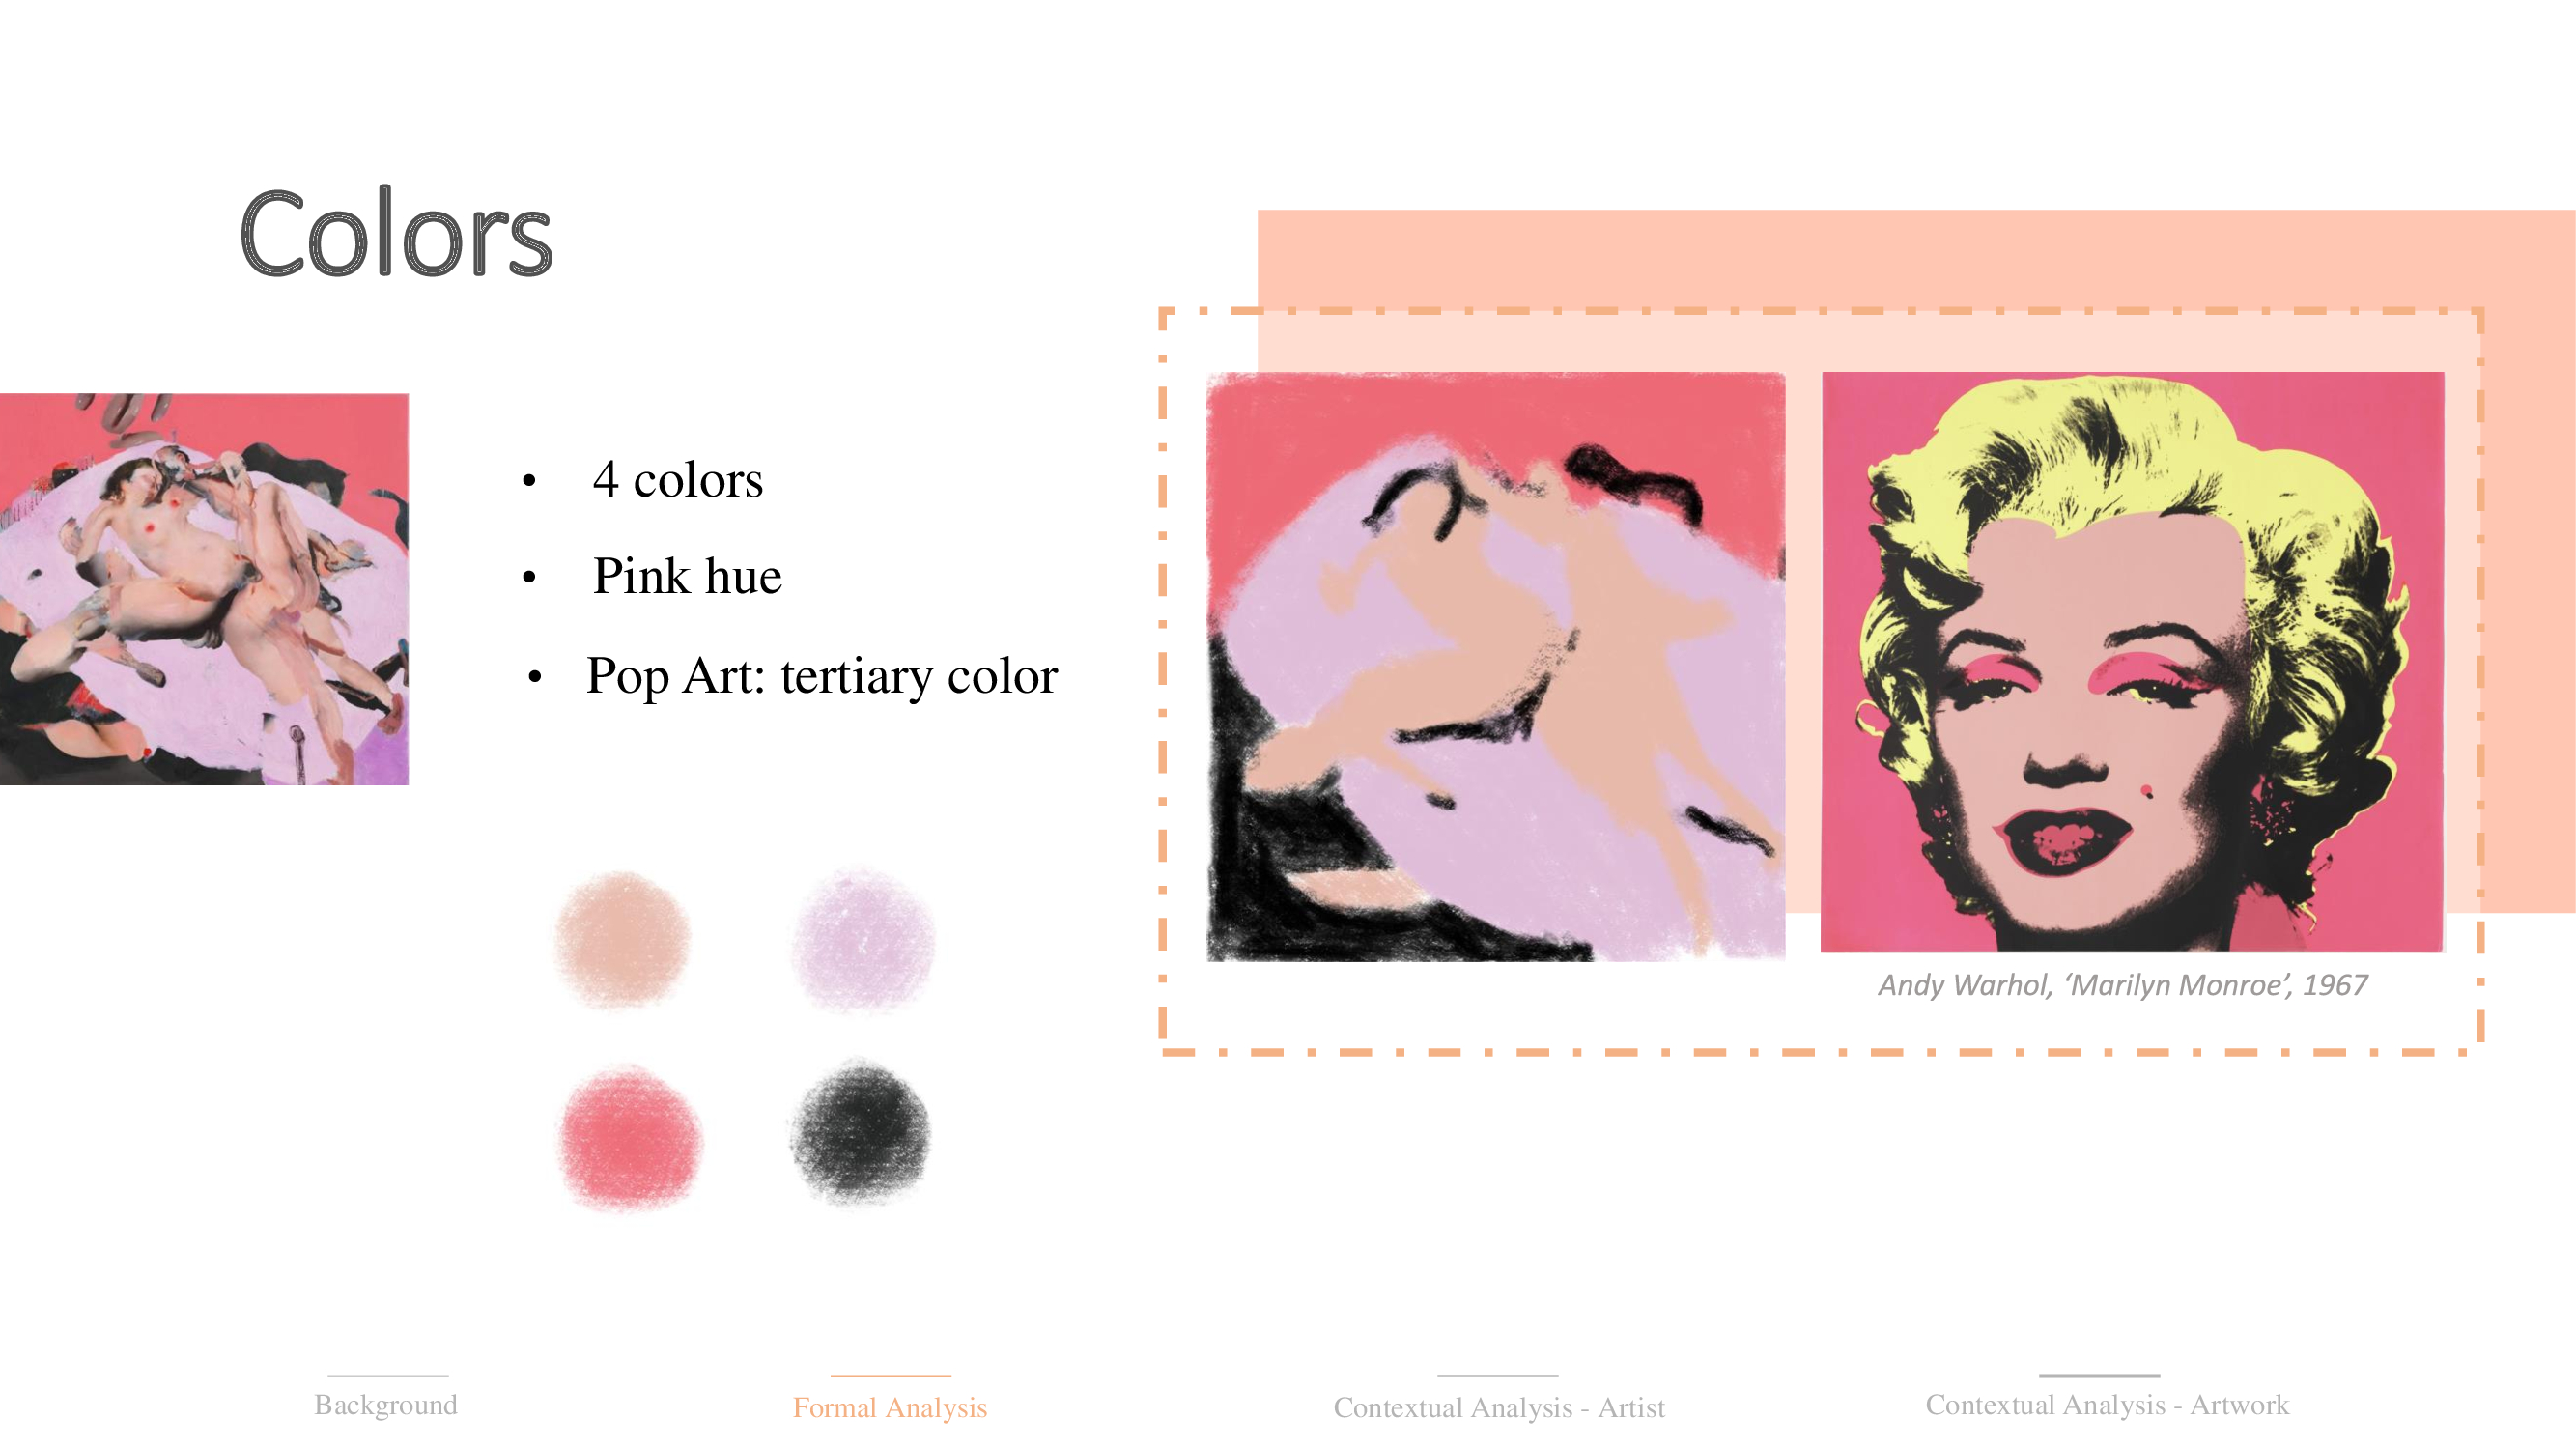 Colors
• 4 colors
• Pink hue
• Pop Art: tertiary color
Andy Warhol, ‘Marilyn Monroe’, 1967
Background
Formal Analysis
Contextual Analysis - Artist
Contextual Analysis - Artwork